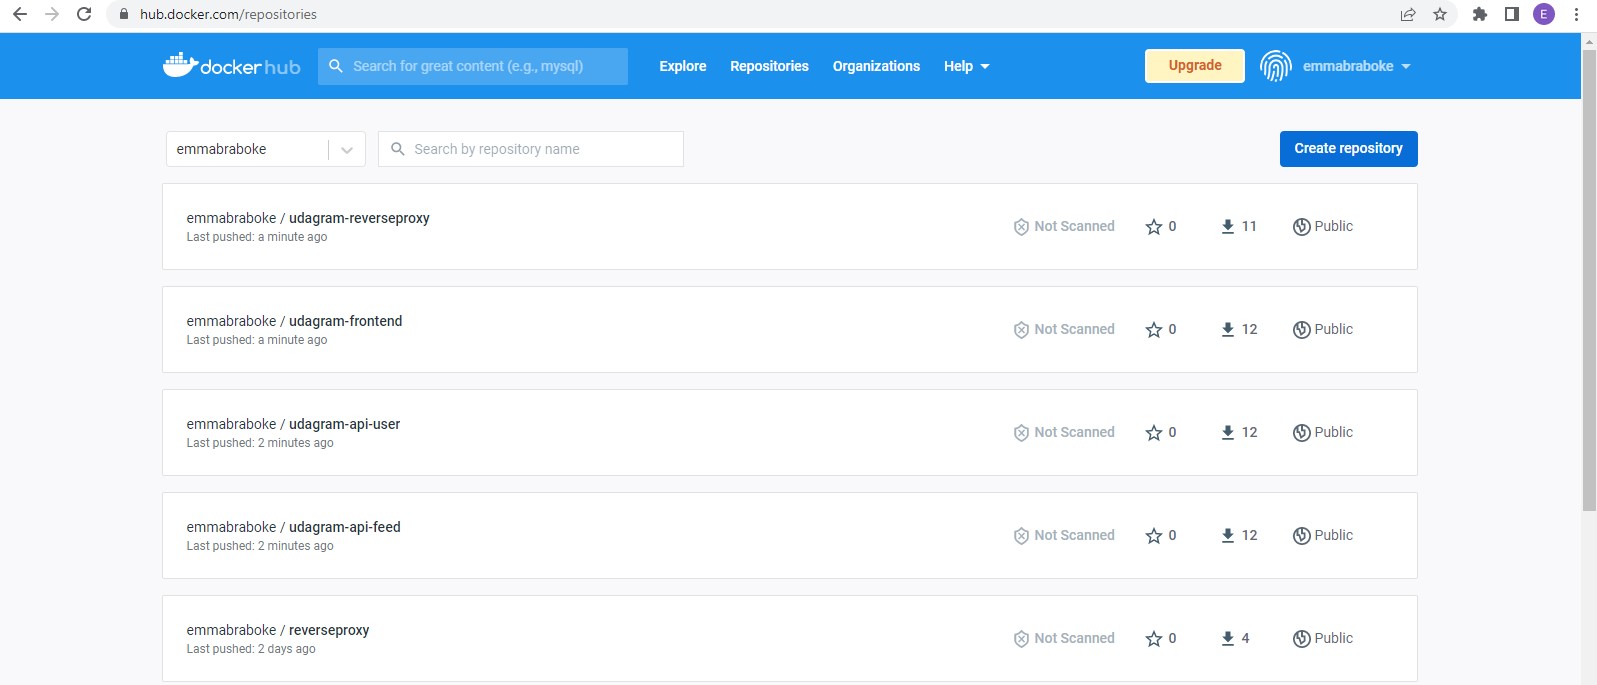 hub.docker.com/repositories
E
docker hub
Search for great content (e.g., mysql)
Explore
Repositories
Organizations
Help
Upgrade
emmabraboke
emmabraboke
Search by repository name
Create repository
emmabraboke / udagram-reverseproxy
Last pushed: a minute ago
Not Scanned
0
11
Public
emmabraboke / udagram-frontend
Last pushed: a minute ago
Not Scanned
0
12
Public
emmabraboke / udagram-api-user
Last pushed: 2 minutes ago
Not Scanned
0
12
Public
emmabraboke / udagram-api-feed
Last pushed: 2 minutes ago
Not Scanned
0
12
Public
emmabraboke / reverseproxy
Last pushed: 2 days ago
Not Scanned
0
4
Public